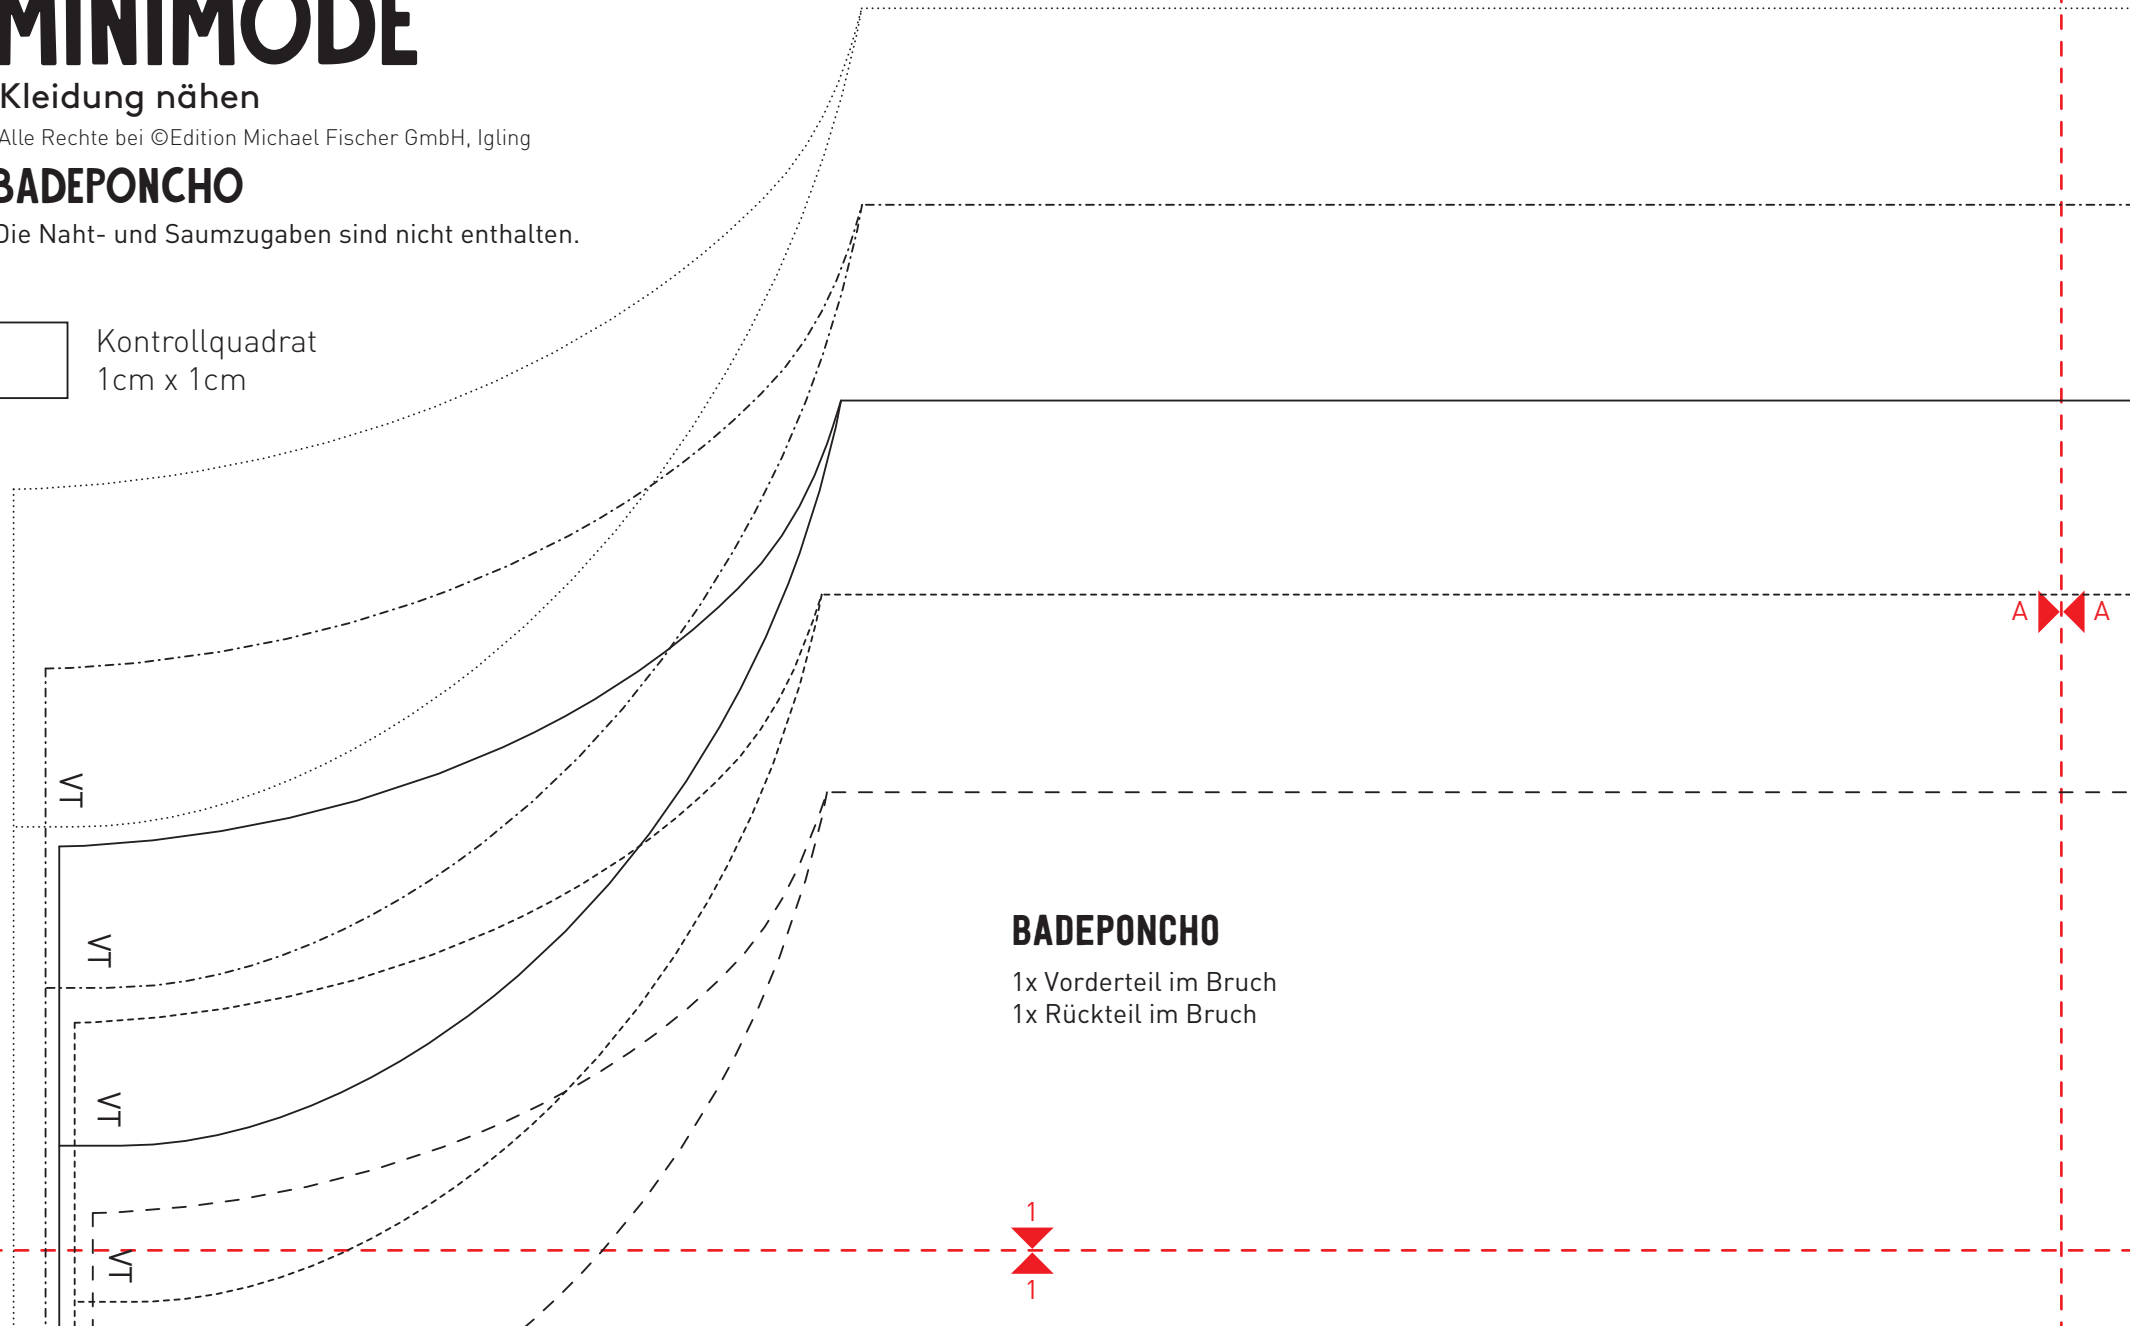 MINIMODE
Kleidung nähen
Alle Rechte bei ©Edition Michael Fischer GmbH, Igling
BADEPONCHO
Die Naht- und Saumzugaben sind nicht enthalten.
Kontrollquadrat
1cm x 1cm
A A
VT
BADEPONCHO
VT
1x Vorderteil im Bruch
1x Rückteil im Bruch
VT
1
VT
1